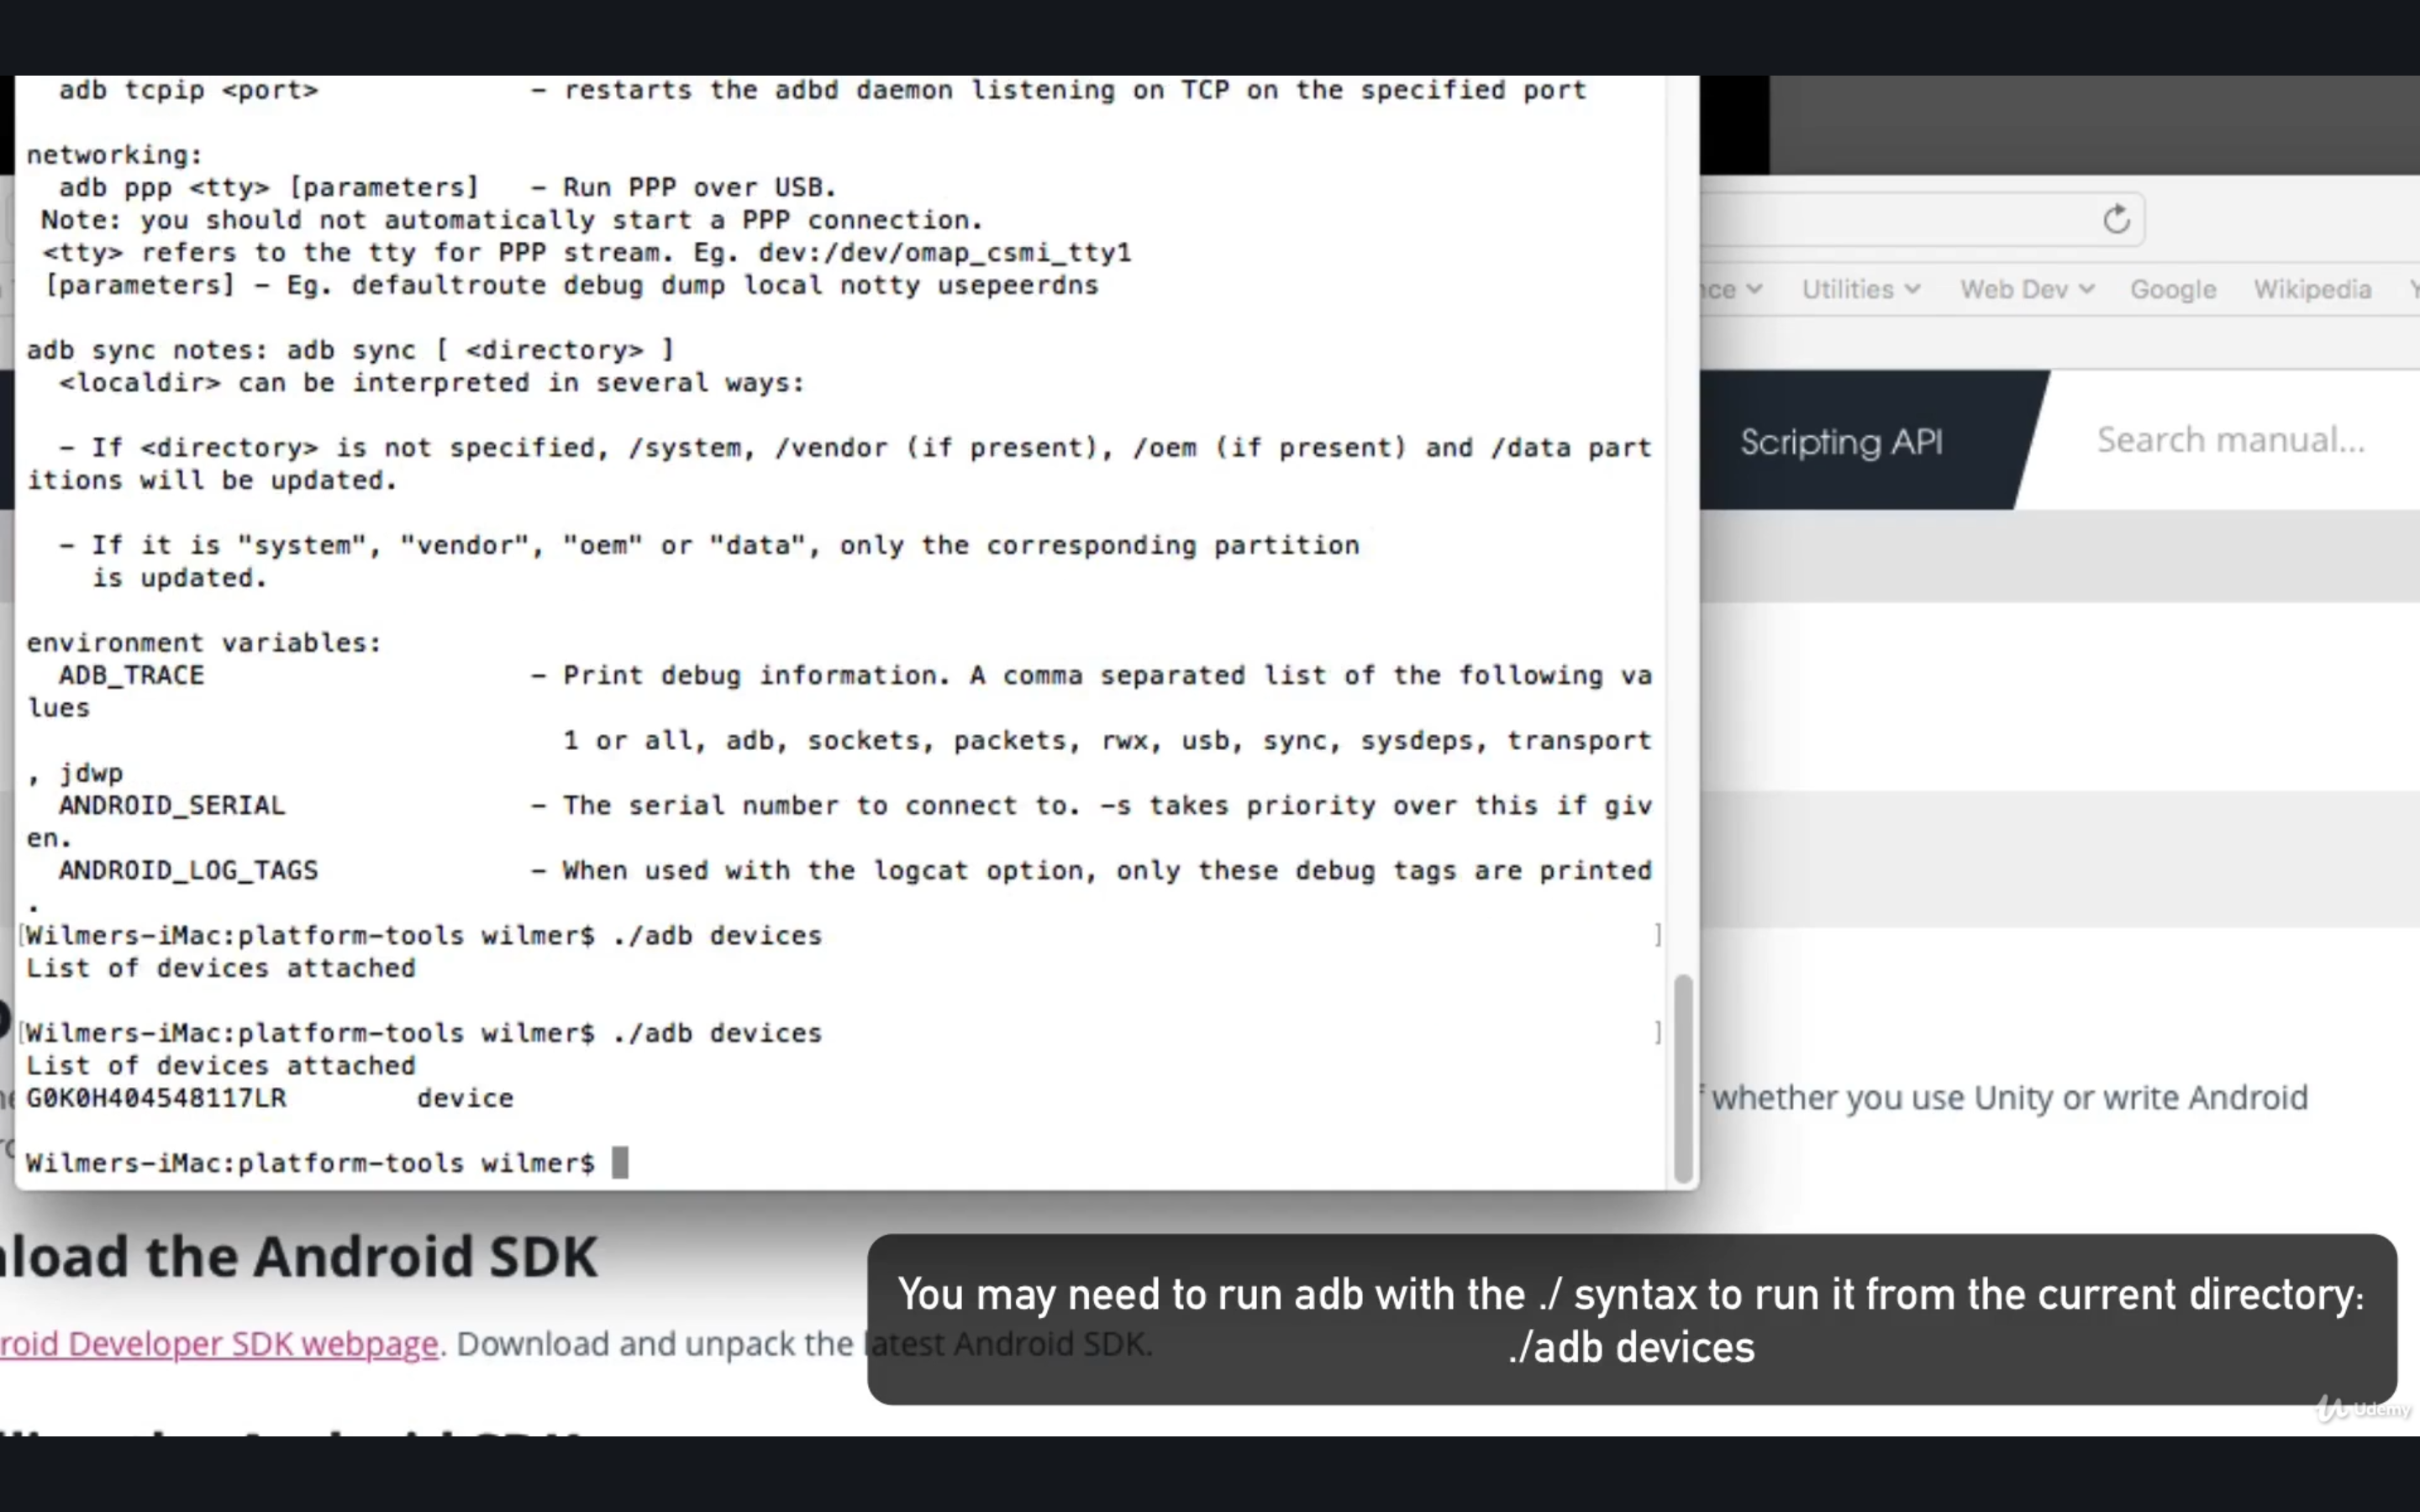 adb tcpip <port> – restarts the adbd daemon listening on TCP on the specified port
networking:
adb ppp <tty> [parameters] – Run PPP over USB.
Note: you should not automatically start a PPP connection.
<tty> refers to the tty for PPP stream. Eg. dev:/dev/omap_csmi_tty1
[parameters] – Eg. defaultroute debug dump local notty usepeerdns
Utilities Web Dev Google Wikipedia
adb sync notes: adb sync [ <directory> ]
<localdir> can be interpreted in several ways:
– If <directory> is not specified, /system, /vendor (if present), /oem (if present) and /data part
itions will be updated.
Scripting API
Search manual...
– If it is "system", "vendor", "oem" or "data", only the corresponding partition
is updated.
environment variables:
ADB_TRACE – Print debug information. A comma separated list of the following va
lues
1 or all, adb, sockets, packets, rwx, usb, sync, sysdeps, transport
, jdwp
ANDROID_SERIAL – The serial number to connect to. –s takes priority over this if giv
en.
ANDROID_LOG_TAGS – When used with the logcat option, only these debug tags are printed
.
[Wilmers–iMac:platform–tools wilmer$ ./adb devices ]
List of devices attached
[Wilmers–iMac:platform–tools wilmer$ ./adb devices ]
List of devices attached
G0K0H404548117LR device
Wilmers–iMac:platform–tools wilmer$
whether you use Unity or write Android
nload the Android SDK
roid Developer SDK webpage. Download and unpack the latest Android SDK.
You may need to run adb with the ./ syntax to run it from the current directory:
./adb devices
Udemy